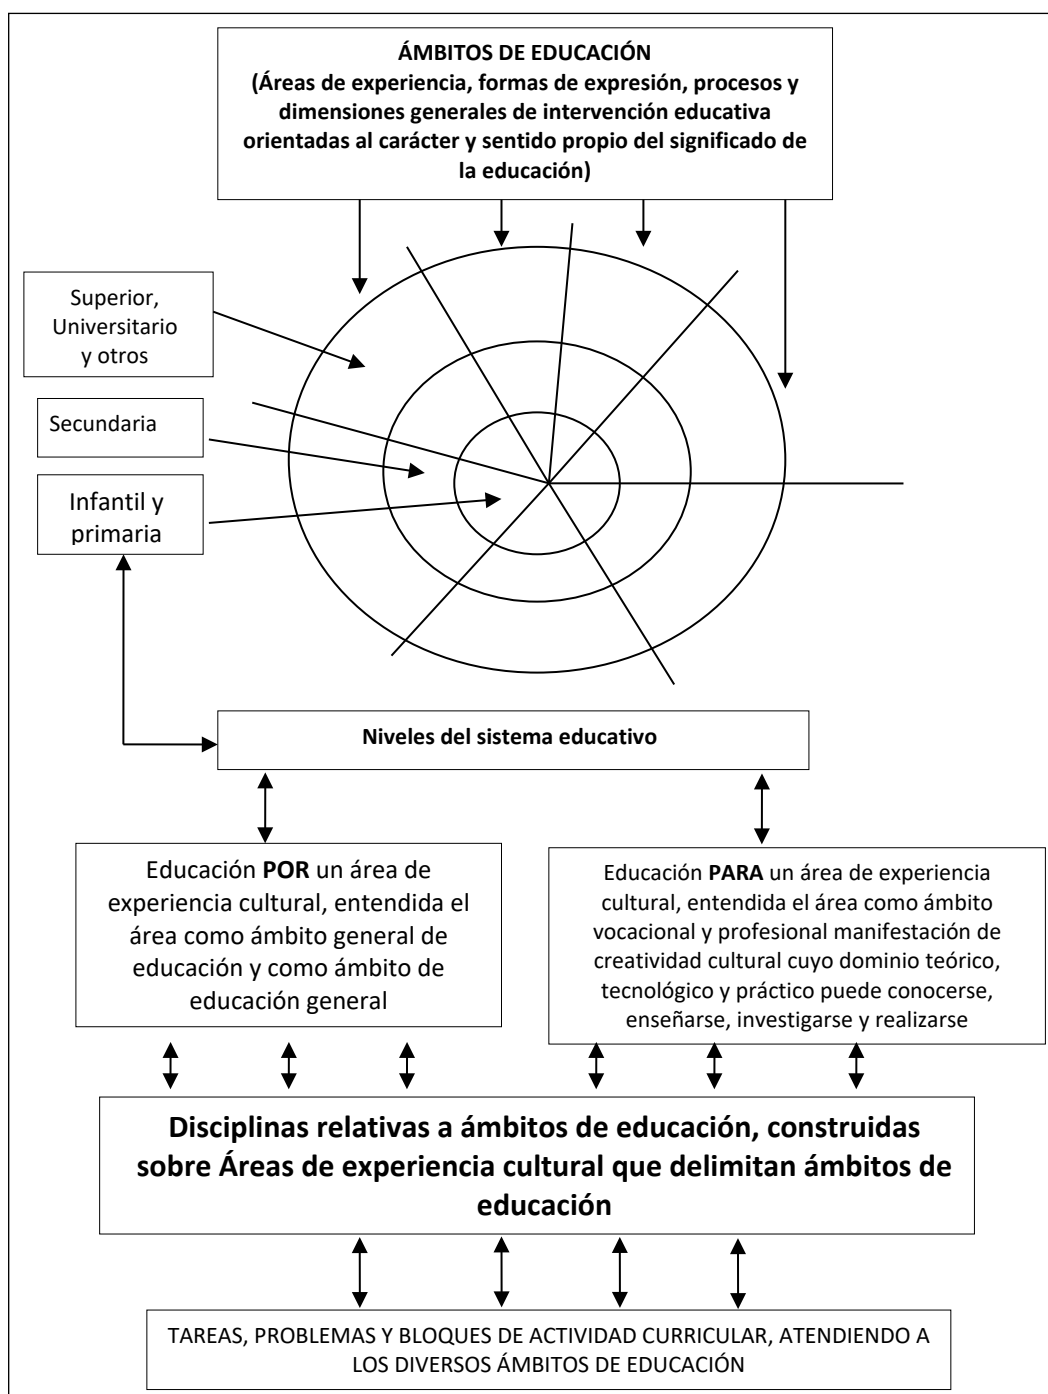 ÁMBITOS DE EDUCACIÓN
(Áreas de experiencia, formas de expresión, procesos y
dimensiones generales de intervención educativa
orientadas al carácter y sentido propio del significado de
la educación)
Superior,
Universitario
y otros
Secundaria
Infantil y
primaria
Niveles del sistema educativo
Educación POR un área de
experiencia cultural, entendida el
área como ámbito general de
educación y como ámbito de
educación general
Educación PARA un área de experiencia
cultural, entendida el área como ámbito
vocacional y profesional manifestación de
creatividad cultural cuyo dominio teórico,
tecnológico y práctico puede conocerse,
enseñarse, investigarse y realizarse
Disciplinas relativas a ámbitos de educación, construidas
sobre Áreas de experiencia cultural que delimitan ámbitos de
educación
TAREAS, PROBLEMAS Y BLOQUES DE ACTIVIDAD CURRICULAR, ATENDIENDO A
LOS DIVERSOS ÁMBITOS DE EDUCACIÓN